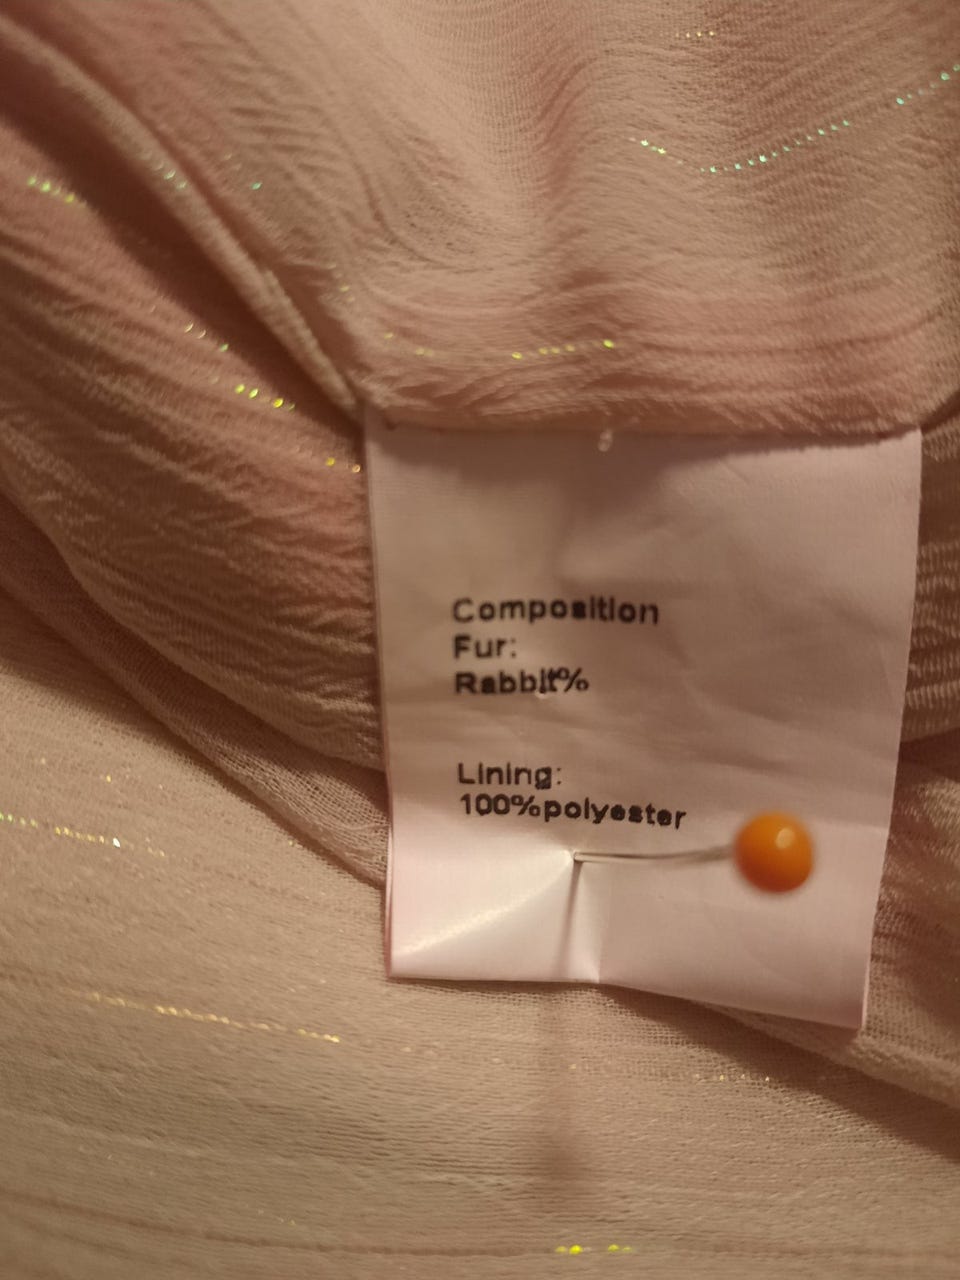 Composition
Fur:
Rabbit%
Lining:
100%polyester